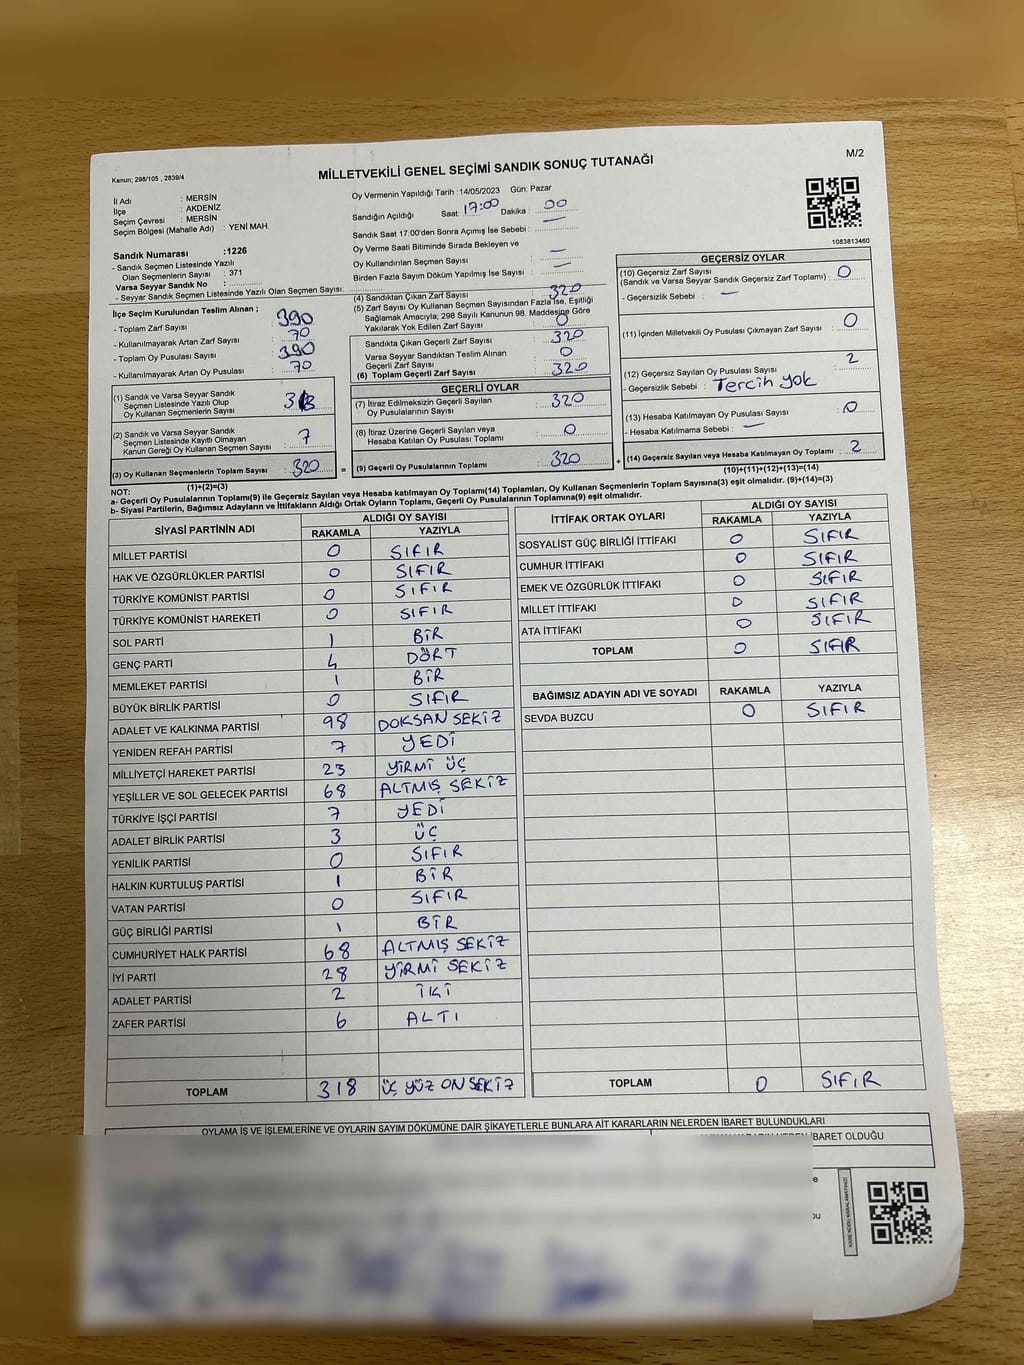 M/2
MİLLETVEKİLİ GENEL SEÇİMİ SANDIK SONUÇ TUTANAĞI
Kanun; 298/105 , 2839/4
İl Adı : MERSİN
İlçe : AKDENİZ
Seçim Çevresi : MERSİN
Seçim Bölgesi (Mahalle Adı) : YENİ MAH.
Oy Vermenin Yapıldığı Tarih :14/05/2023 Gün: Pazar
Sandığın Açıldığı Saat: 17:00 Dakika : 00
Sandık Saat 17:00'den Sonra Açılmış İse Sebebi : —
Oy Verme Saati Bitiminde Sırada Bekleyen ve
Oy Kullandırılan Seçmen Sayısı : —
Birden Fazla Sayım Döküm Yapılmış İse Sayısı : —
1083813460
Sandık Numarası :1226
- Sandık Seçmen Listesinde Yazılı
Olan Seçmenlerin Sayısı : 371
Varsa Seyyar Sandık No :
- Seyyar Sandık Seçmen Listesinde Yazılı Olan Seçmen Sayısı:
İlçe Seçim Kurulundan Teslim Alınan ;
- Toplam Zarf Sayısı : 390
- Kullanılmayarak Artan Zarf Sayısı : 70
- Toplam Oy Pusulası Sayısı : 390
- Kullanılmayarak Artan Oy Pusulası : 70
(1) Sandık ve Varsa Seyyar Sandık
Seçmen Listesinde Yazılı Olup
Oy Kullanan Seçmenlerin Sayısı
(2) Sandık ve Varsa Seyyar Sandık
Seçmen Listesinde Kayıtlı Olmayan
Kanun Gereği Oy Kullanan Seçmen Sayısı : 7
(3) Oy Kullanan Seçmenlerin Toplam Sayısı : 320 =
(1)+(2)=(3)
(4) Sandıktan Çıkan Zarf Sayısı : 320
(5) Zarf Sayısı Oy Kullanan Seçmen Sayısından Fazla İse, Eşitliği
Sağlamak Amacıyla; 298 Sayılı Kanunun 98. Maddesine Göre
Yakılarak Yok Edilen Zarf Sayısı : 0
Sandıkta Çıkan Geçerli Zarf Sayısı : 320
Varsa Seyyar Sandıktan Teslim Alınan
Geçerli Zarf Sayısı : 0
(6) Toplam Geçerli Zarf Sayısı : 320
GEÇERLİ OYLAR
(7) İtiraz Edilmeksizin Geçerli Sayılan
Oy Pusulalarının Sayısı : 320
(8) İtiraz Üzerine Geçerli Sayılan veya
Hesaba Katılan Oy Pusulası Toplamı : 0
(9) Geçerli Oy Pusulalarının Toplamı : 320 +
GEÇERSİZ OYLAR
(10) Geçersiz Zarf Sayısı
(Sandık ve Varsa Seyyar Sandık Geçersiz Zarf Toplamı) : 0
- Geçersizlik Sebebi : —
(11) İçinden Milletvekili Oy Pusulası Çıkmayan Zarf Sayısı : 0
(12) Geçersiz Sayılan Oy Pusulası Sayısı : 2
- Geçersizlik Sebebi : Tercih yok
(13) Hesaba Katılmayan Oy Pusulası Sayısı : 0
- Hesaba Katılmama Sebebi : —
(14) Geçersiz Sayılan veya Hesaba Katılmayan Oy Toplamı : 2
(10)+(11)+(12)+(13)=(14)
NOT:
a- Geçerli Oy Pusulalarının Toplamı(9) ile Geçersiz Sayılan veya Hesaba katılmayan Oy Toplamı(14) Toplamları, Oy Kullanan Seçmenlerin Toplam Sayısına(3) eşit olmalıdır. (9)+(14)=(3)
b- Siyasi Partilerin, Bağımsız Adayların ve İttifakların Aldığı Ortak Oyların Toplamı, Geçerli Oy Pusulalarının Toplamına(9) eşit olmalıdır.
SİYASİ PARTİNİN ADI ALDIĞI OY SAYISI
RAKAMLA YAZIYLA
MİLLET PARTİSİ 0 SIFIR
HAK VE ÖZGÜRLÜKLER PARTİSİ 0 SIFIR
TÜRKİYE KOMÜNİST PARTİSİ 0 SIFIR
TÜRKİYE KOMÜNİST HAREKETİ 0 SIFIR
SOL PARTİ 1 BİR
GENÇ PARTİ 4 DÖRT
MEMLEKET PARTİSİ 1 BİR
BÜYÜK BİRLİK PARTİSİ 0 SIFIR
ADALET VE KALKINMA PARTİSİ 98 DOKSAN SEKİZ
YENİDEN REFAH PARTİSİ 7 YEDİ
MİLLİYETÇİ HAREKET PARTİSİ 23 YİRMİ ÜÇ
YEŞİLLER VE SOL GELECEK PARTİSİ 68 ALTMIŞ SEKİZ
TÜRKİYE İŞÇİ PARTİSİ 7 YEDİ
ADALET BİRLİK PARTİSİ 3 ÜÇ
YENİLİK PARTİSİ 0 SIFIR
HALKIN KURTULUŞ PARTİSİ 1 BİR
VATAN PARTİSİ 0 SIFIR
GÜÇ BİRLİĞİ PARTİSİ 1 BİR
CUMHURİYET HALK PARTİSİ 68 ALTMIŞ SEKİZ
İYİ PARTİ 28 YİRMİ SEKİZ
ADALET PARTİSİ 2 İKİ
ZAFER PARTİSİ 6 ALTI
TOPLAM 318 ÜÇ YÜZ ON SEKİZ
İTTİFAK ORTAK OYLARI ALDIĞI OY SAYISI
RAKAMLA YAZIYLA
SOSYALİST GÜÇ BİRLİĞİ İTTİFAKI 0 SIFIR
CUMHUR İTTİFAKI 0 SIFIR
EMEK VE ÖZGÜRLÜK İTTİFAKI 0 SIFIR
MİLLET İTTİFAKI 0 SIFIR
ATA İTTİFAKI 0 SIFIR
TOPLAM 0 SIFIR
BAĞIMSIZ ADAYIN ADI VE SOYADI RAKAMLA YAZIYLA
SEVDA BUZCU 0 SIFIR
TOPLAM 0 SIFIR
OYLAMA İŞ VE İŞLEMLERİNE VE OYLARIN SAYIM DÖKÜMÜNE DAİR ŞİKAYETLERLE BUNLARA AİT KARARLARIN NELERDEN İBARET BULUNDUKLARI
İBARET OLDUĞU
KARE KODU KARALAMAYINIZ!